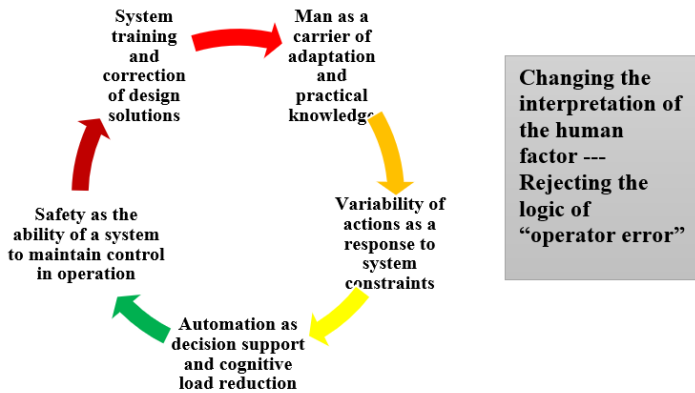 System
training
and
correction
of design
solutions
Man as a
carrier of
adaptation
and
practical
knowledge
Variability of
actions as a
response to
system
constraints
Automation as
decision support
and cognitive
load reduction
Safety as the
ability of a system
to maintain control
in operation
Changing the
interpretation of
the human
factor ---
Rejecting the
logic of
“operator error”